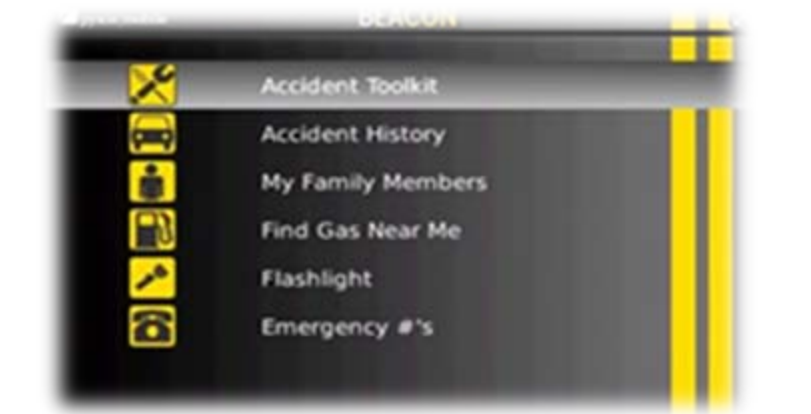 BEACON
Accident Toolkit
Accident History
My Family Members
Find Gas Near Me
Flashlight
Emergency #'s